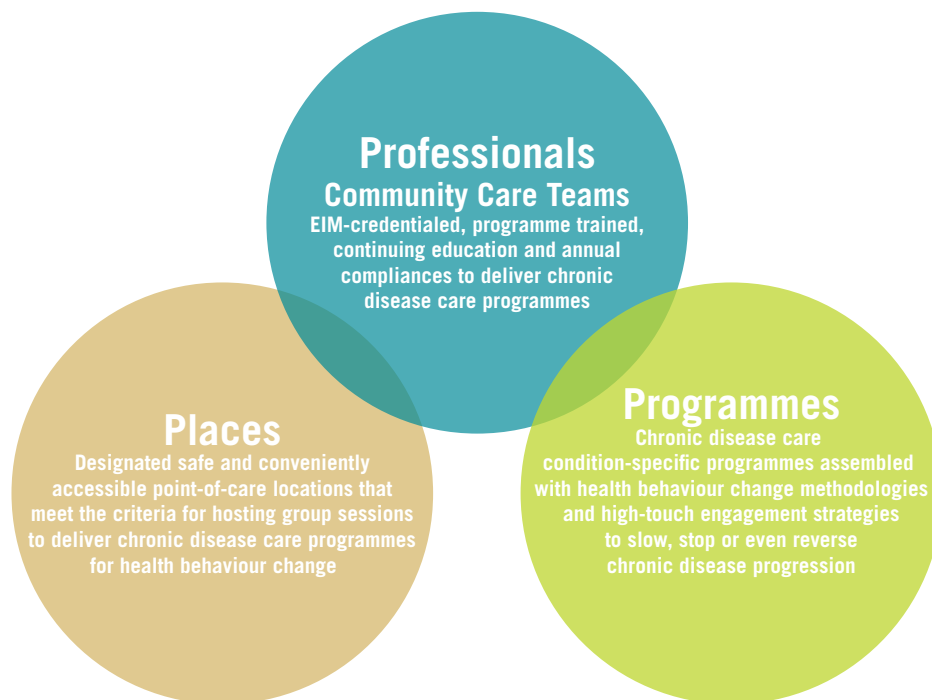 Professionals
Community Care Teams
EIM-credentialed, programme trained,
continuing education and annual
compliances to deliver chronic
disease care programmes
Places
Designated safe and conveniently
accessible point-of-care locations that
meet the criteria for hosting group sessions
to deliver chronic disease care programmes
for health behaviour change
Programmes
Chronic disease care
condition-specific programmes assembled
with health behaviour change methodologies
and high-touch engagement strategies
to slow, stop or even reverse
chronic disease progression